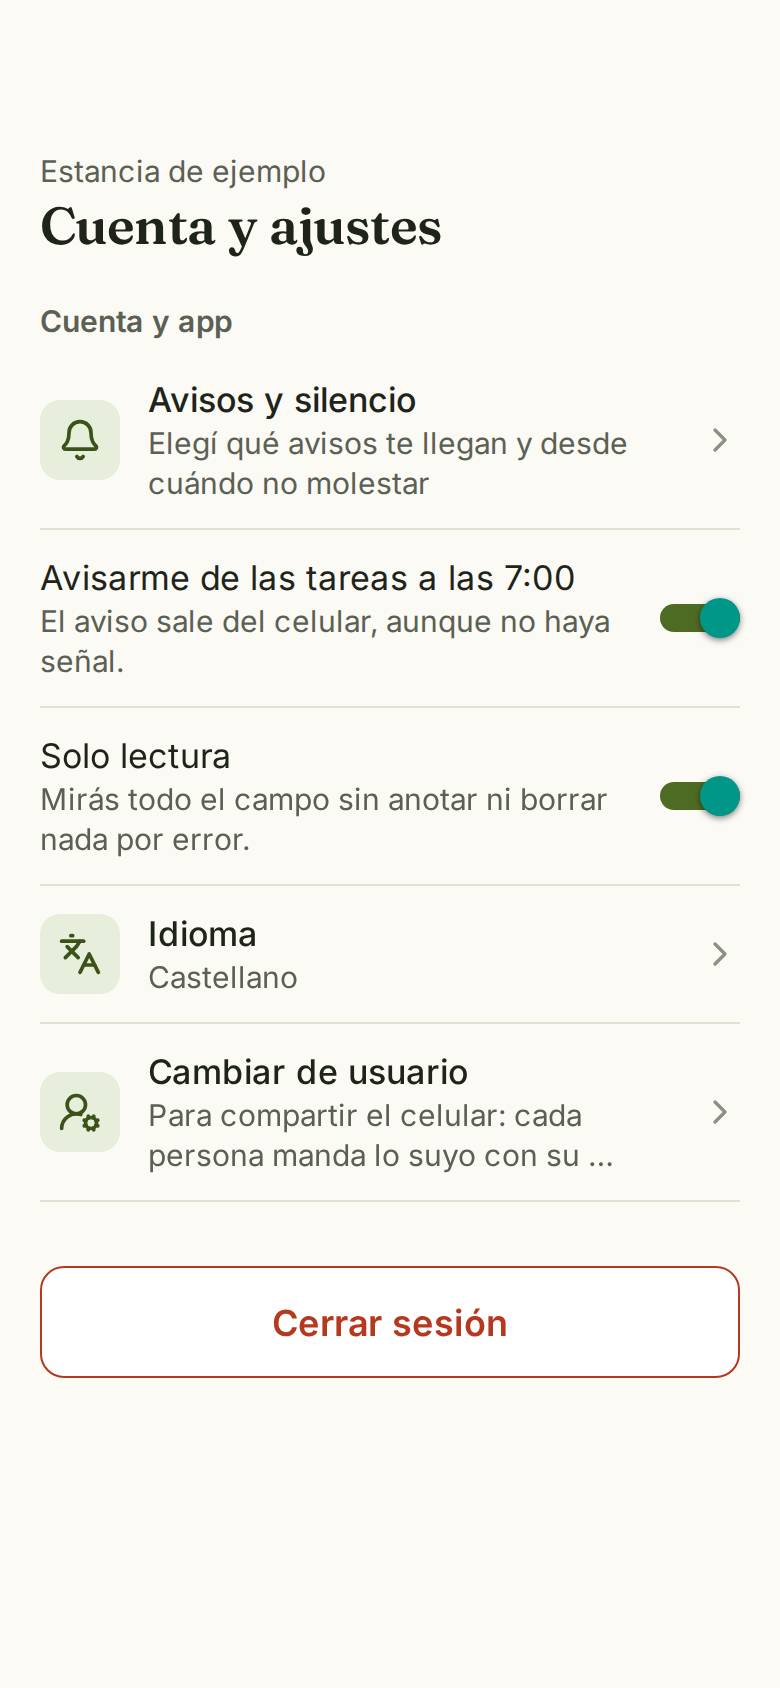 Estancia de ejemplo
Cuenta y ajustes
Cuenta y app
Avisos y silencio
Elegí qué avisos te llegan y desde
cuándo no molestar
Avisarme de las tareas a las 7:00
El aviso sale del celular, aunque no haya
señal.
Solo lectura
Mirás todo el campo sin anotar ni borrar
nada por error.
Idioma
Castellano
Cambiar de usuario
Para compartir el celular: cada
persona manda lo suyo con su ...
Cerrar sesión